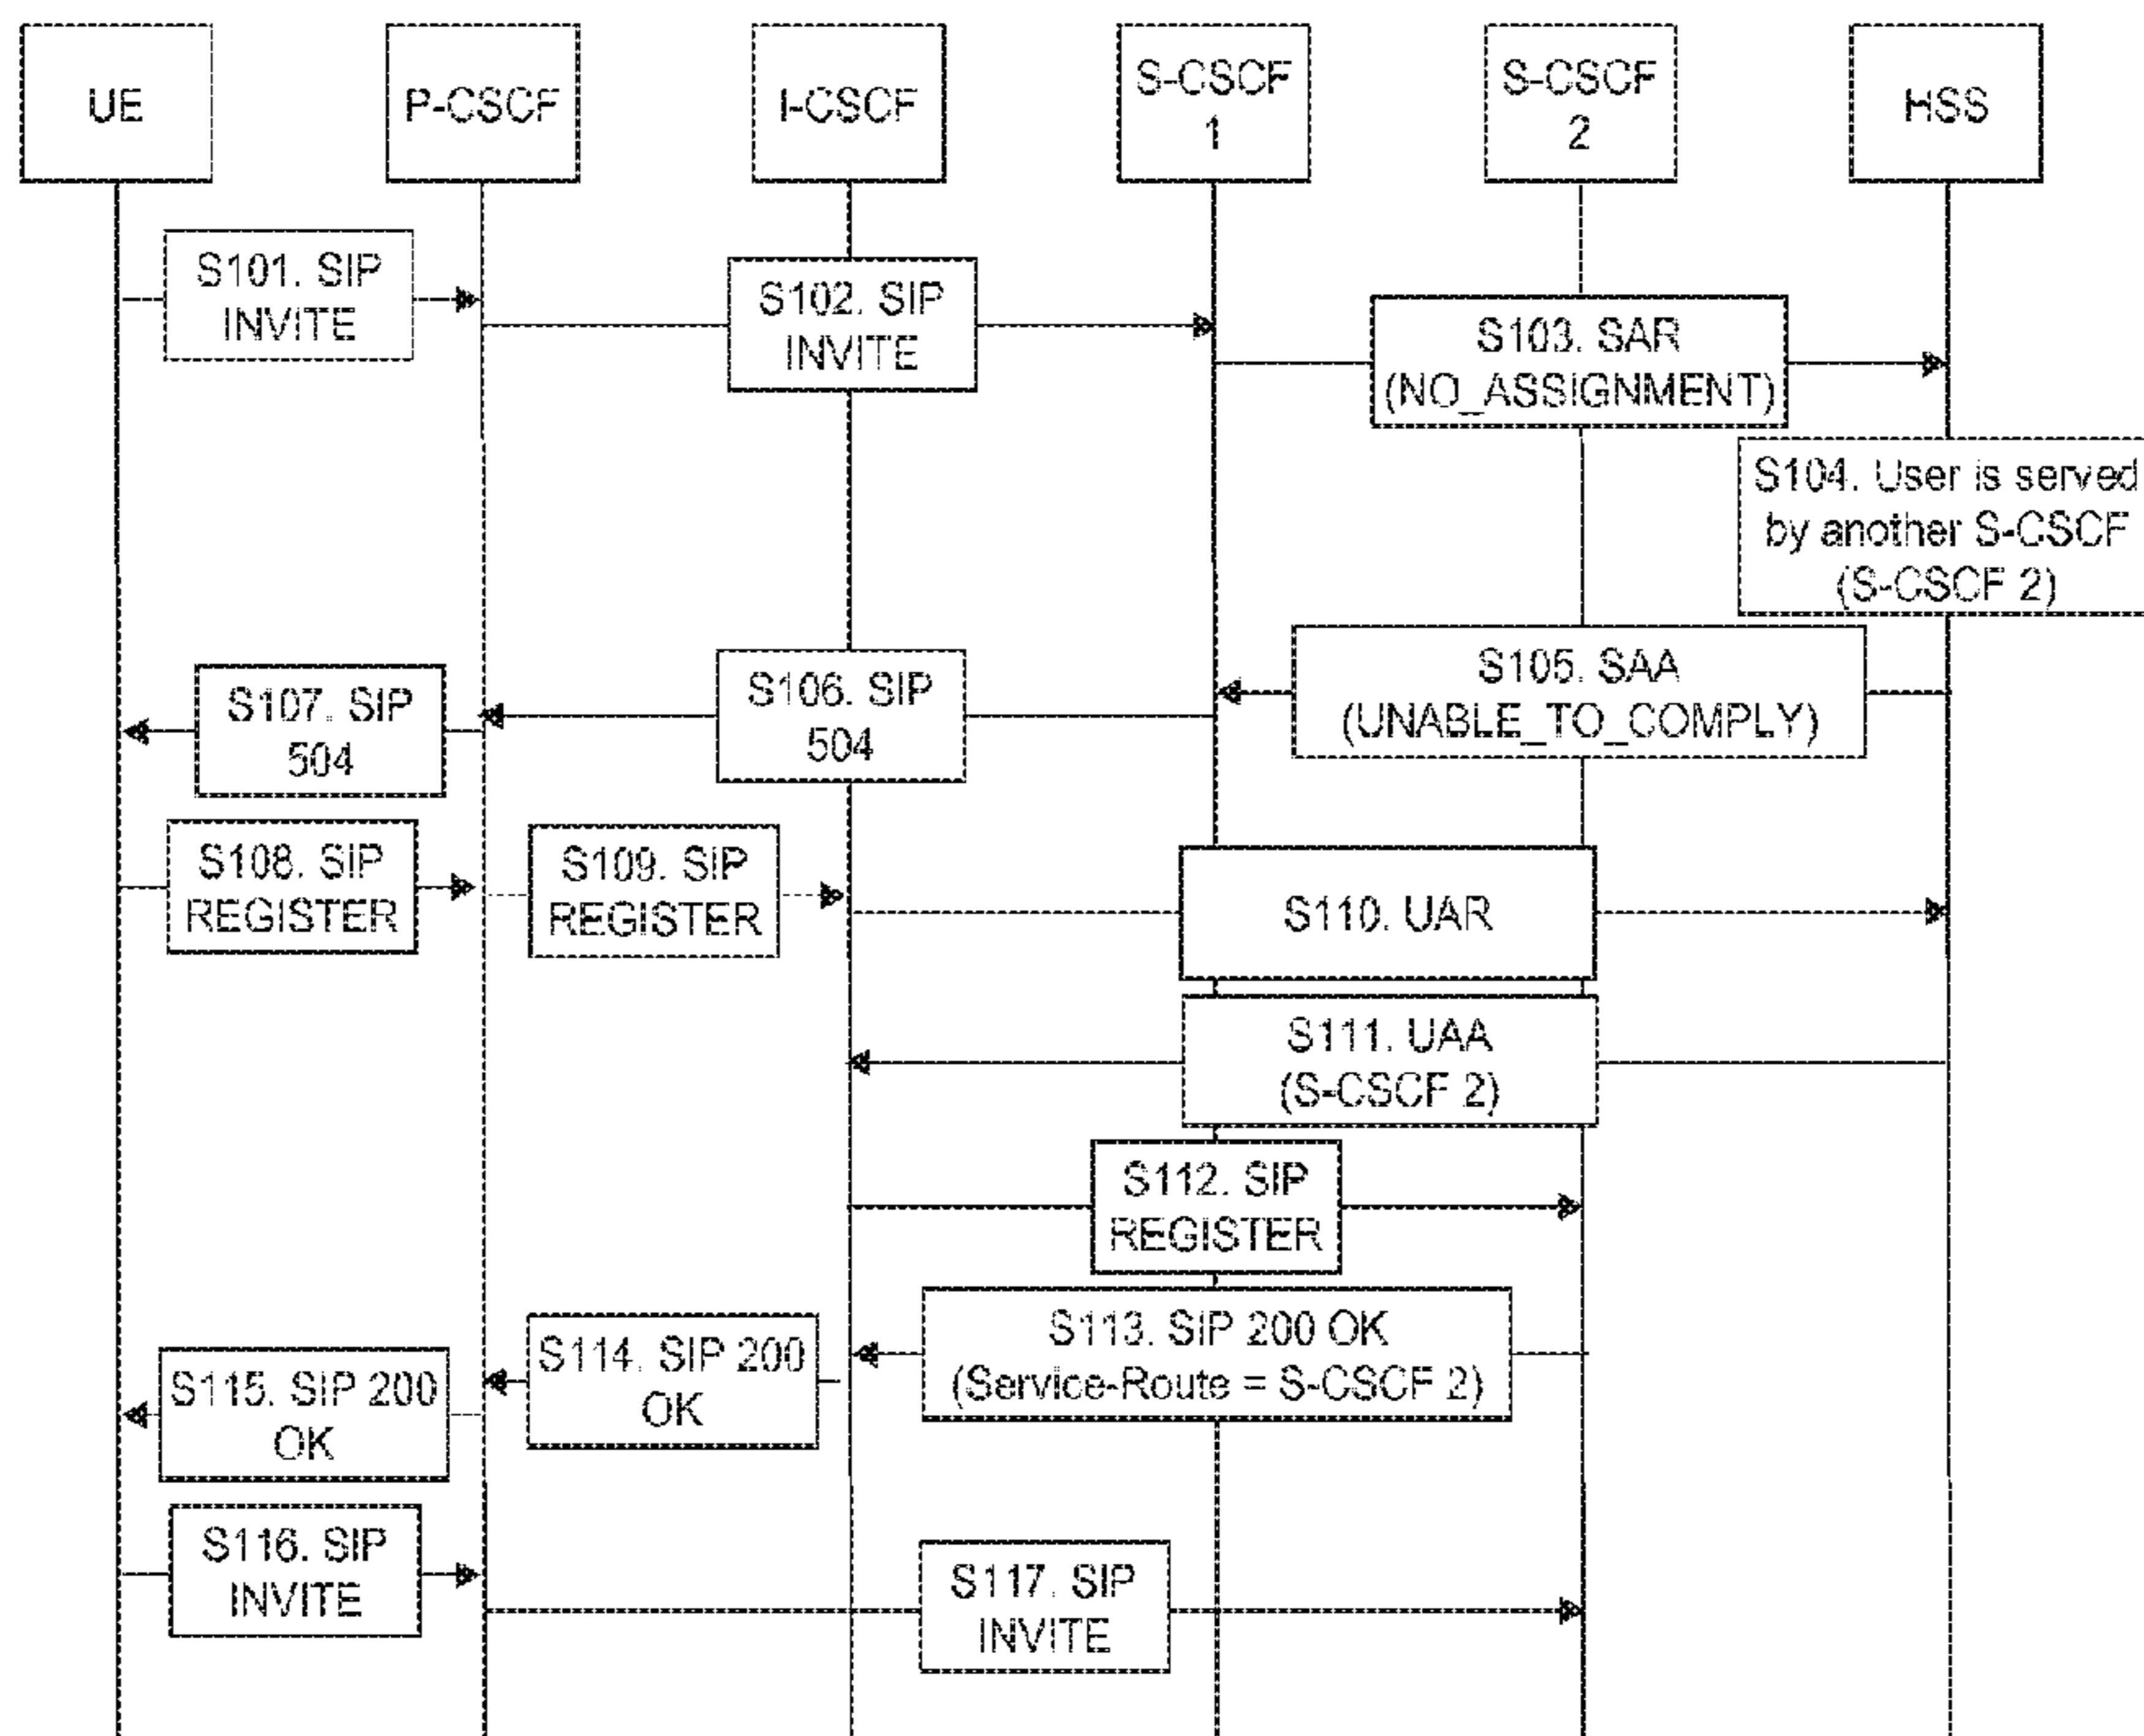 UE
P-CSCF
I-CSCF
S-CSCF
1
S-CSCF
2
HSS
S101. SIP
INVITE
S102. SIP
INVITE
S103. SAR
(NO_ASSIGNMENT)
S104. User is served
by another S-CSCF
(S-CSCF 2)
S105. SAA
(UNABLE_TO_COMPLY)
S106. SIP
504
S107. SIP
504
S108. SIP
REGISTER
S109. SIP
REGISTER
S110. UAR
S111. UAA
(S-CSCF 2)
S112. SIP
REGISTER
S113. SIP 200 OK
(Service-Route = S-CSCF 2)
S114. SIP 200
OK
S115. SIP 200
OK
S116. SIP
INVITE
S117. SIP
INVITE